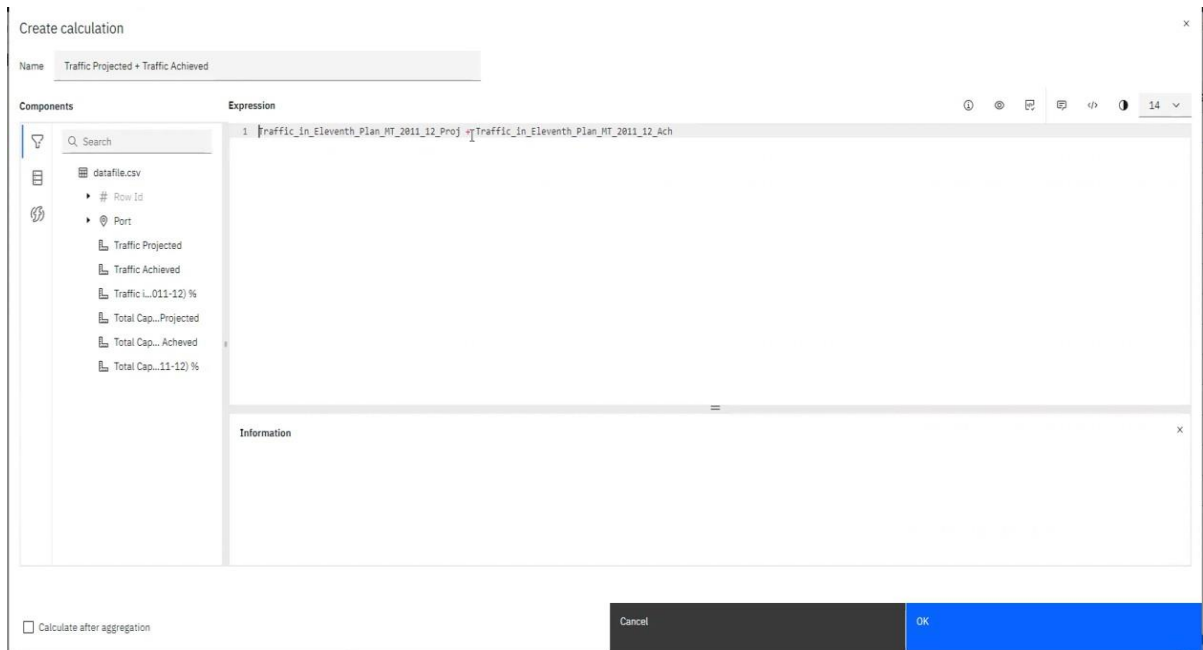 Create calculation
Name Traffic Projected + Traffic Achieved
Components
Expression
14
1 Traffic_in_Eleventh_Plan_MT_2011_12_Proj + Traffic_in_Eleventh_Plan_MT_2011_12_Ach
Search
datafile.csv
# Row Id
Port
Traffic Projected
Traffic Achieved
Traffic i...011-12) %
Total Cap...Projected
Total Cap... Acheved
Total Cap...11-12) %
Information
Calculate after aggregation
Cancel
OK